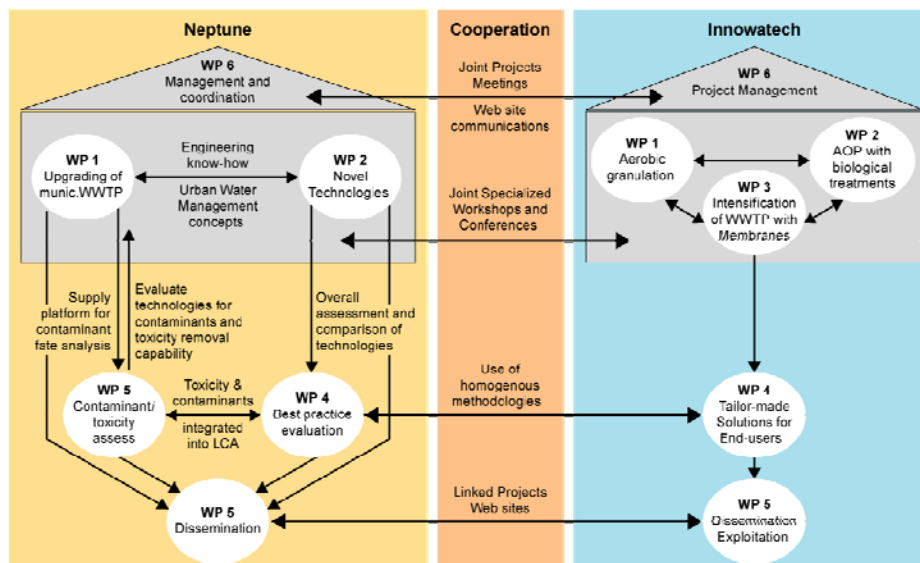 Neptune
WP 6
Management and
coordination
WP 1
Upgrading of
munic.WWTP
Engineering
know-how
Urban Water
Management
concepts
WP 2
Novel
Technologies
Supply
platform for
contaminant
fate analysis
Evaluate
technologies for
contaminants and
toxicity removal
capability
Overall
assessment and
comparison of
technologies
WP 5
Contaminant/
toxicity
assess
Toxicity &
contaminants
integrated
into LCA
WP 4
Best practice
evaluation
WP 5
Dissemination
Cooperation
Joint Projects
Meetings
Web site
communications
Joint Specialized
Workshops and
Conferences
Use of
homogenous
methodologies
Linked Projects
Web sites
Innowatech
WP 6
Project Management
WP 1
Aerobic
granulation
WP 2
AOP with
biological
treatments
WP 3
Intensification
of WWTP with
Membranes
WP 4
Tailor-made
Solutions for
End-users
WP 5
Dissemination
Exploitation